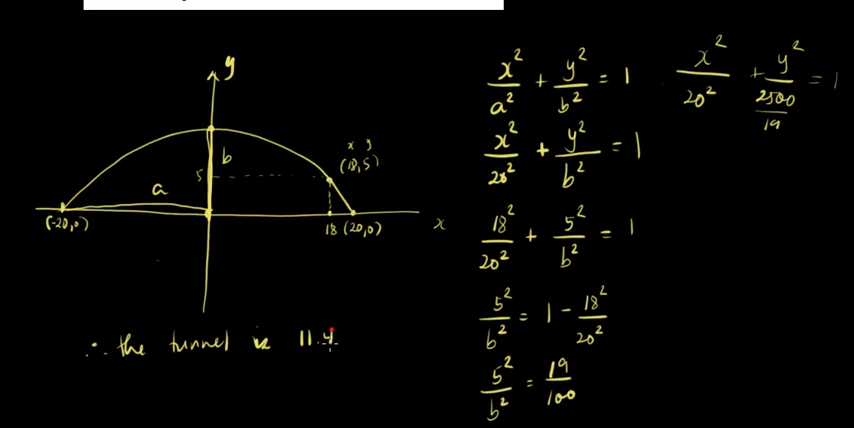 y
b
x y
(18,5)
5
a
(-20,0)
18 (20,0)
x
∴ the tunnel is 11.4
x²/a² + y²/b² = 1
x²/20² + y²/b² = 1
18²/20² + 5²/b² = 1
5²/b² = 1 - 18²/20²
5²/b² = 19/100
x²/20² + y²/(2500/19) = 1